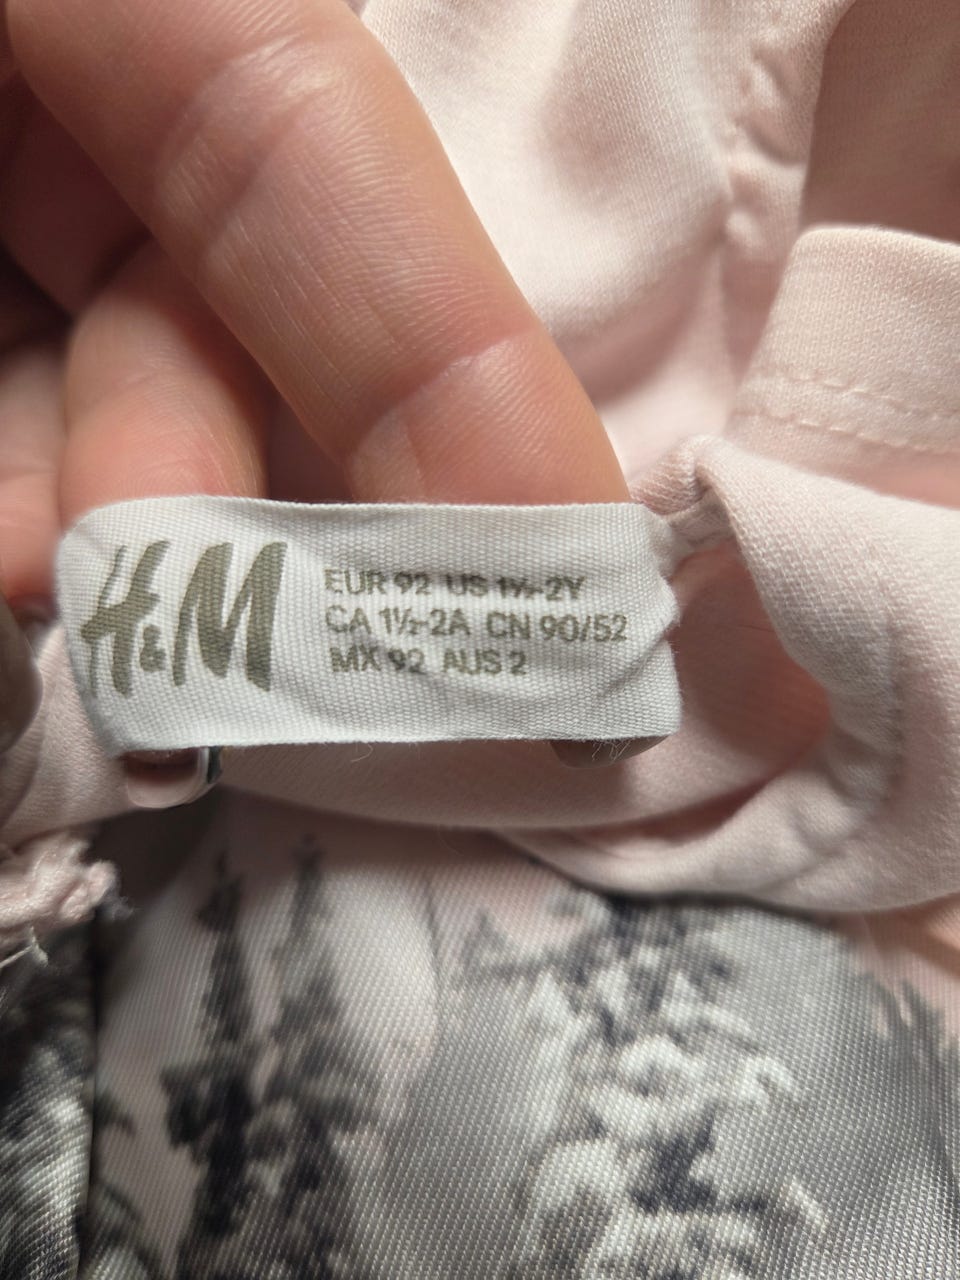 H&M
EUR 92 US 1½-2Y
CA 1½-2A CN 90/52
MX 92 AUS 2